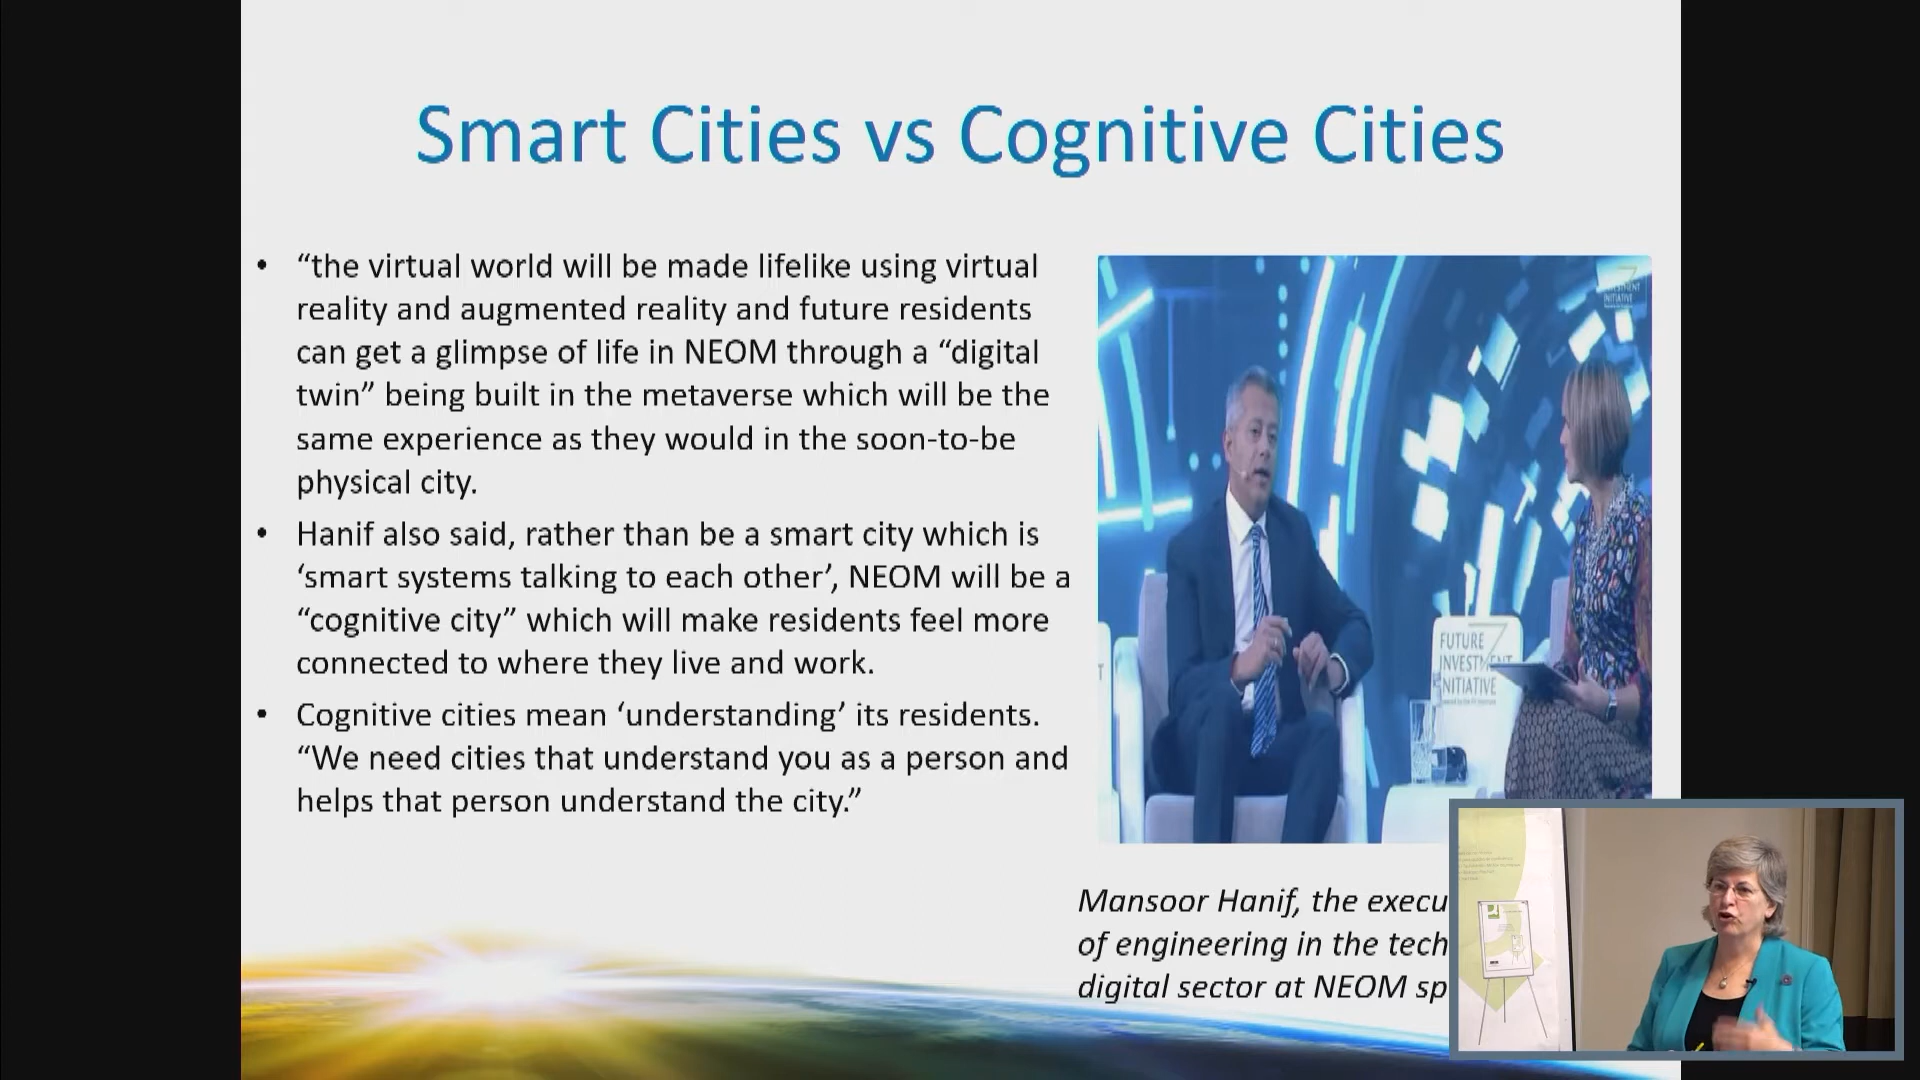 Smart Cities vs Cognitive Cities
• “the virtual world will be made lifelike using virtual
reality and augmented reality and future residents
can get a glimpse of life in NEOM through a “digital
twin” being built in the metaverse which will be the
same experience as they would in the soon-to-be
physical city.
• Hanif also said, rather than be a smart city which is
‘smart systems talking to each other’, NEOM will be a
“cognitive city” which will make residents feel more
connected to where they live and work.
• Cognitive cities mean ‘understanding’ its residents.
“We need cities that understand you as a person and
helps that person understand the city.”
FUTURE
INVESTMENT
INITIATIVE
Mansoor Hanif, the execu
of engineering in the tech
digital sector at NEOM sp